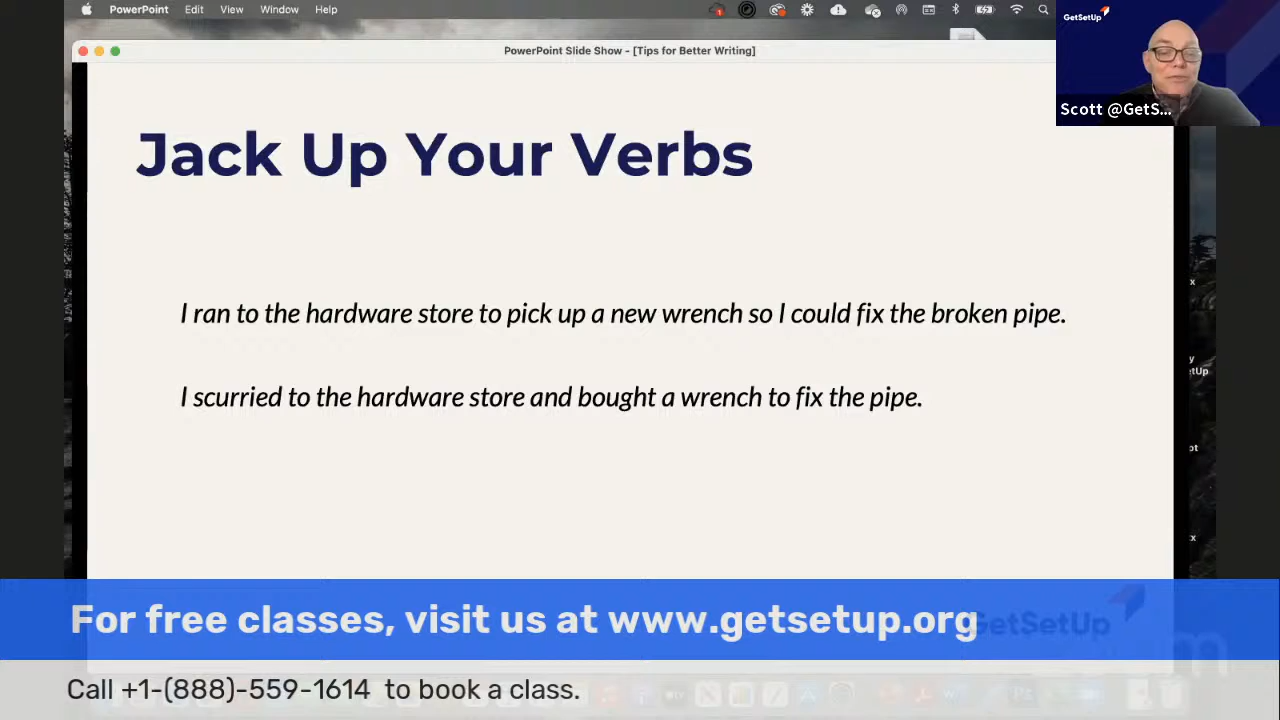 PowerPoint Edit View Window Help
PowerPoint Slide Show - [Tips for Better Writing]
GetSetUp
Scott @GetS...
Jack Up Your Verbs
I ran to the hardware store to pick up a new wrench so I could fix the broken pipe.
I scurried to the hardware store and bought a wrench to fix the pipe.
For free classes, visit us at www.getsetup.org
GetSetUp
Call +1-(888)-559-1614 to book a class.